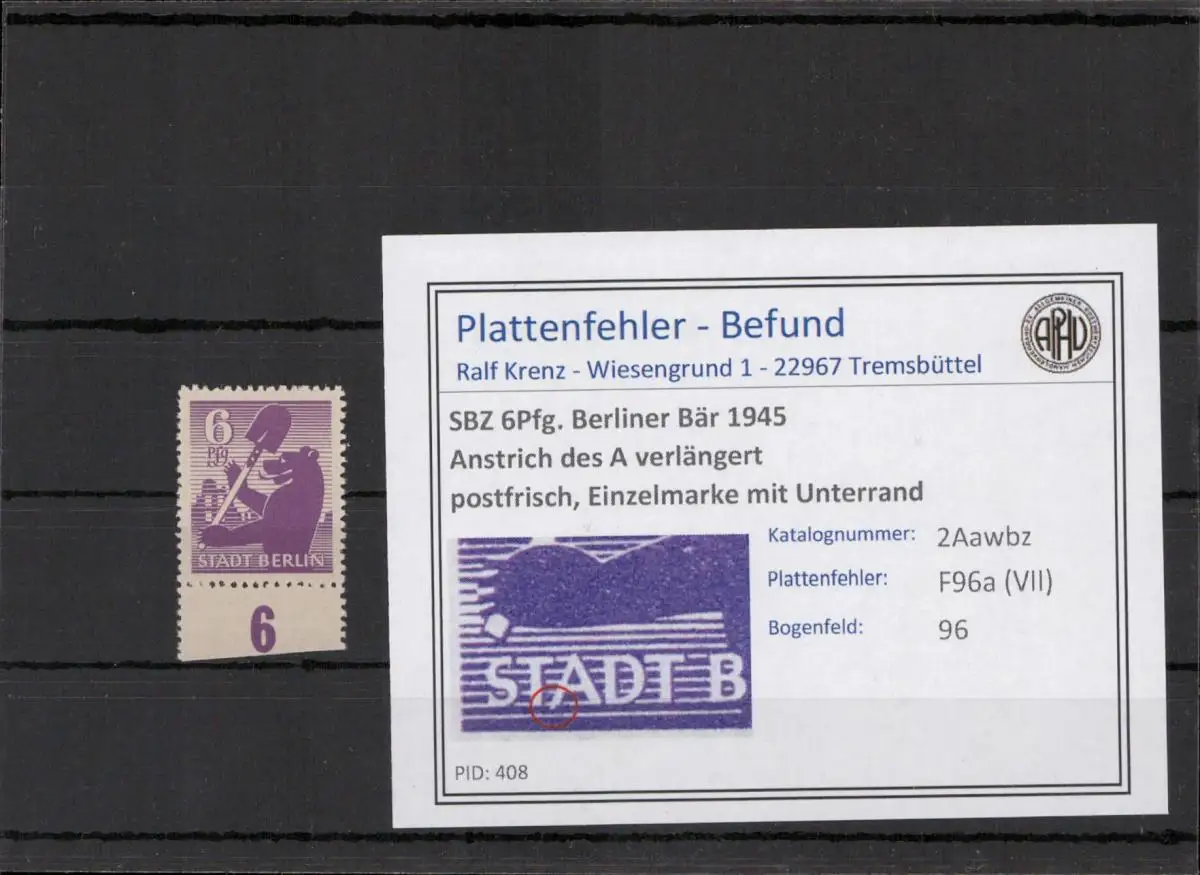 6
Pfg
STADT BERLIN
6
Plattenfehler - Befund
Ralf Krenz - Wiesengrund 1 - 22967 Tremsbüttel
APHV
SBZ 6Pfg. Berliner Bär 1945
Anstrich des A verlängert
postfrisch, Einzelmarke mit Unterrand
Katalognummer: 2Aawbz
Plattenfehler: F96a (VII)
Bogenfeld: 96
STADT B
PID: 408